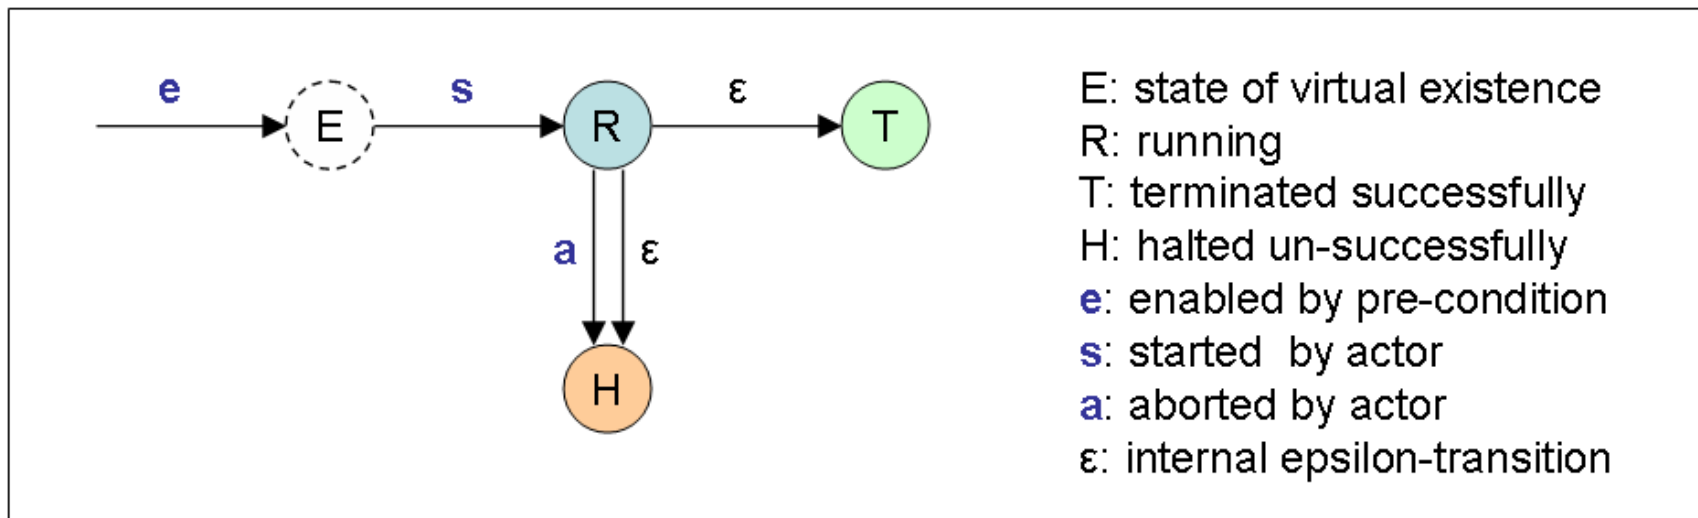 e
s
ε
E
R
T
a
ε
H
E: state of virtual existence
R: running
T: terminated successfully
H: halted un-successfully
e: enabled by pre-condition
s: started  by actor
a: aborted by actor
ε: internal epsilon-transition